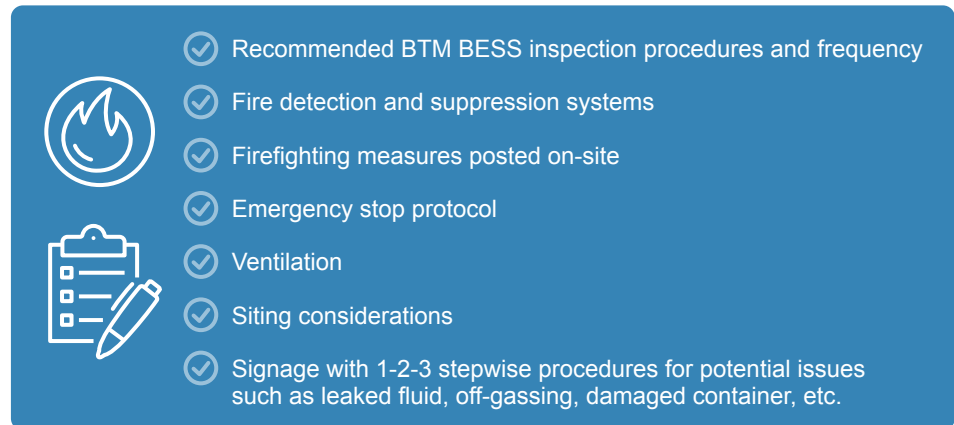 Recommended BTM BESS inspection procedures and frequency
Fire detection and suppression systems
Firefighting measures posted on-site
Emergency stop protocol
Ventilation
Siting considerations
Signage with 1-2-3 stepwise procedures for potential issues
such as leaked fluid, off-gassing, damaged container, etc.